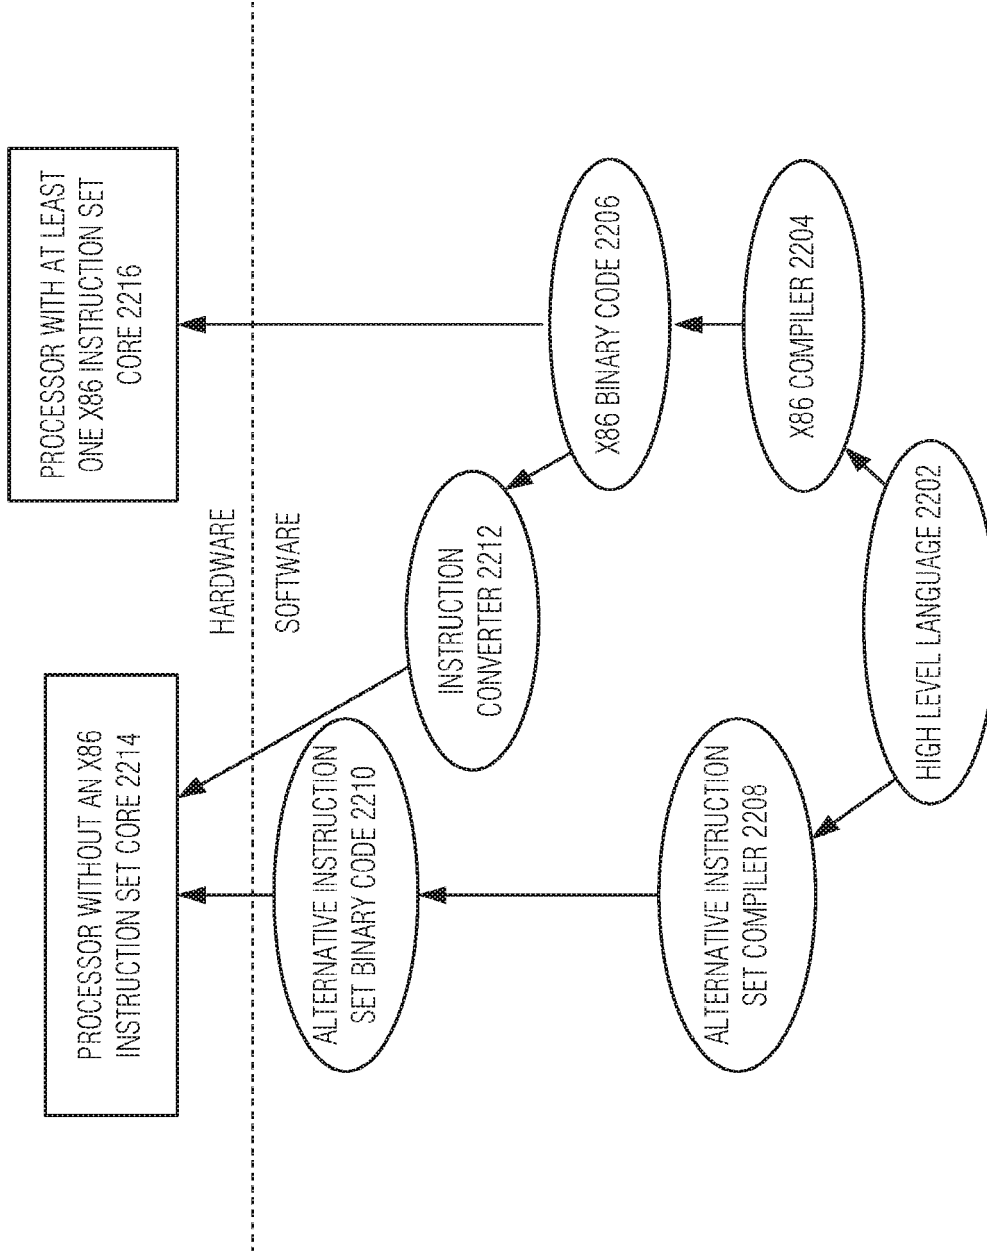 HIGH LEVEL LANGUAGE 2202
X86 COMPILER 2204
ALTERNATIVE INSTRUCTION
SET COMPILER 2208
X86 BINARY CODE 2206
INSTRUCTION
CONVERTER 2212
ALTERNATIVE INSTRUCTION
SET BINARY CODE 2210
SOFTWARE
HARDWARE
PROCESSOR WITHOUT AN X86
INSTRUCTION SET CORE 2214
PROCESSOR WITH AT LEAST
ONE X86 INSTRUCTION SET
CORE 2216